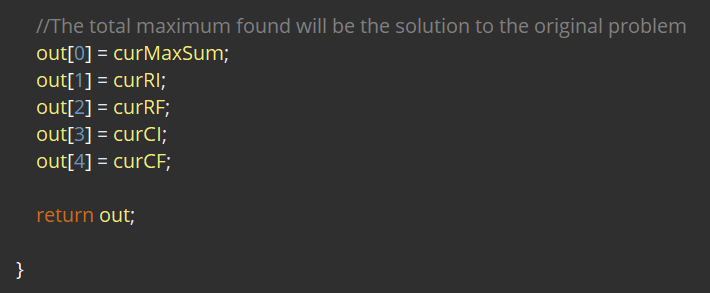 //The total maximum found will be the solution to the original problem
out[0] = curMaxSum;
out[1] = curRI;
out[2] = curRF;
out[3] = curCI;
out[4] = curCF;
return out;
}